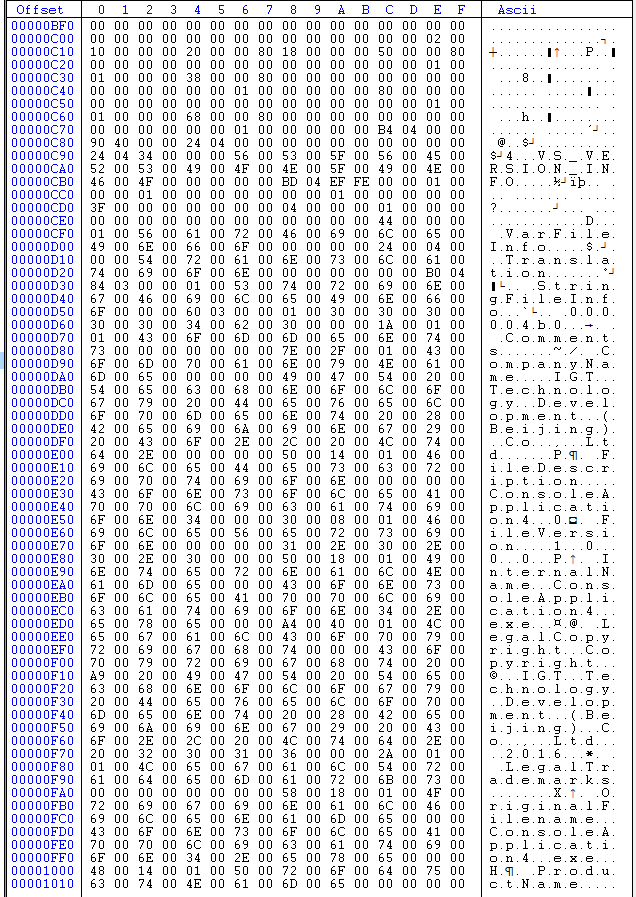 Offset 0 1 2 3 4 5 6 7 8 9 A B C D E F Ascii
00000BF0 00 00 00 00 00 00 00 00 00 00 00 00 00 00 00 00 ................
00000C00 00 00 00 00 00 00 00 00 00 00 00 00 00 00 02 00 ..............┐.
00000C10 10 00 00 00 20 00 00 80 18 00 00 00 50 00 00 80 ┼... ..▮↑...P..▮
00000C20 00 00 00 00 00 00 00 00 00 00 00 00 00 00 01 00 ................
00000C30 01 00 00 00 38 00 00 80 00 00 00 00 00 00 00 00 ....8..▮........
00000C40 00 00 00 00 00 00 01 00 00 00 00 00 80 00 00 00 ............▮...
00000C50 00 00 00 00 00 00 00 00 00 00 00 00 00 00 01 00 ................
00000C60 01 00 00 00 68 00 00 80 00 00 00 00 00 00 00 00 ....h..▮........
00000C70 00 00 00 00 00 00 01 00 00 00 00 00 B4 04 00 00 ............´┘..
00000C80 90 40 00 00 24 04 00 00 00 00 00 00 00 00 00 00 .@..$┘..........
00000C90 24 04 34 00 00 00 56 00 53 00 5F 00 56 00 45 00 $┘4...V.S._.V.E.
00000CA0 52 00 53 00 49 00 4F 00 4E 00 5F 00 49 00 4E 00 R.S.I.O.N._.I.N.
00000CB0 46 00 4F 00 00 00 00 00 BD 04 EF FE 00 00 01 00 F.O.....½┘ïþ....
00000CC0 00 00 01 00 00 00 00 00 00 00 01 00 00 00 00 00 ................
00000CD0 3F 00 00 00 00 00 00 00 04 00 00 00 01 00 00 00 ?.......┘.......
00000CE0 00 00 00 00 00 00 00 00 00 00 00 00 44 00 00 00 ............D...
00000CF0 01 00 56 00 61 00 72 00 46 00 69 00 6C 00 65 00 ..V.a.r.F.i.l.e.
00000D00 49 00 6E 00 66 00 6F 00 00 00 00 00 24 00 04 00 I.n.f.o.....$.┘.
00000D10 00 00 54 00 72 00 61 00 6E 00 73 00 6C 00 61 00 ..T.r.a.n.s.l.a.
00000D20 74 00 69 00 6F 00 6E 00 00 00 00 00 00 00 B0 04 t.i.o.n.......°┘
00000D30 84 03 00 00 01 00 53 00 74 00 72 00 69 00 6E 00 ▮└....S.t.r.i.n.
00000D40 67 00 46 00 69 00 6C 00 65 00 49 00 6E 00 66 00 g.F.i.l.e.I.n.f.
00000D50 6F 00 00 00 60 03 00 00 01 00 30 00 30 00 30 00 o...`└....0.0.0.
00000D60 30 00 30 00 34 00 62 00 30 00 00 00 1A 00 01 00 0.0.4.b.0...→...
00000D70 01 00 43 00 6F 00 6D 00 6D 00 65 00 6E 00 74 00 ..C.o.m.m.e.n.t.
00000D80 73 00 00 00 00 00 00 00 7E 00 2F 00 01 00 43 00 s.......~./...C.
00000D90 6F 00 6D 00 70 00 61 00 6E 00 79 00 4E 00 61 00 o.m.p.a.n.y.N.a.
00000DA0 6D 00 65 00 00 00 00 00 49 00 47 00 54 00 20 00 m.e.....I.G.T. .
00000DB0 54 00 65 00 63 00 68 00 6E 00 6F 00 6C 00 6F 00 T.e.c.h.n.o.l.o.
00000DC0 67 00 79 00 20 00 44 00 65 00 76 00 65 00 6C 00 g.y. .D.e.v.e.l.
00000DD0 6F 00 70 00 6D 00 65 00 6E 00 74 00 20 00 28 00 o.p.m.e.n.t. .(.
00000DE0 42 00 65 00 69 00 6A 00 69 00 6E 00 67 00 29 00 B.e.i.j.i.n.g.).
00000DF0 20 00 43 00 6F 00 2E 00 2C 00 20 00 4C 00 74 00 .C.o...,. .L.t.
00000E00 64 00 2E 00 00 00 00 00 50 00 14 00 01 00 46 00 d.......P.¶...F.
00000E10 69 00 6C 00 65 00 44 00 65 00 73 00 63 00 72 00 i.l.e.D.e.s.c.r.
00000E20 69 00 70 00 74 00 69 00 6F 00 6E 00 00 00 00 00 i.p.t.i.o.n.....
00000E30 43 00 6F 00 6E 00 73 00 6F 00 6C 00 65 00 41 00 C.o.n.s.o.l.e.A.
00000E40 70 00 70 00 6C 00 69 00 63 00 61 00 74 00 69 00 p.p.l.i.c.a.t.i.
00000E50 6F 00 6E 00 34 00 00 00 30 00 08 00 01 00 46 00 o.n.4...0.◘...F.
00000E60 69 00 6C 00 65 00 56 00 65 00 72 00 73 00 69 00 i.l.e.V.e.r.s.i.
00000E70 6F 00 6E 00 00 00 00 00 31 00 2E 00 30 00 2E 00 o.n.....1...0...
00000E80 30 00 2E 00 30 00 00 00 50 00 18 00 01 00 49 00 0...0...P.↑...I.
00000E90 6E 00 74 00 65 00 72 00 6E 00 61 00 6C 00 4E 00 n.t.e.r.n.a.l.N.
00000EA0 61 00 6D 00 65 00 00 00 43 00 6F 00 6E 00 73 00 a.m.e...C.o.n.s.
00000EB0 6F 00 6C 00 65 00 41 00 70 00 70 00 6C 00 69 00 o.l.e.A.p.p.l.i.
00000EC0 63 00 61 00 74 00 69 00 6F 00 6E 00 34 00 2E 00 c.a.t.i.o.n.4...
00000ED0 65 00 78 00 65 00 00 00 A4 00 40 00 01 00 4C 00 e.x.e...¤.@...L.
00000EE0 65 00 67 00 61 00 6C 00 43 00 6F 00 70 00 79 00 e.g.a.l.C.o.p.y.
00000EF0 72 00 69 00 67 00 68 00 74 00 00 00 43 00 6F 00 r.i.g.h.t...C.o.
00000F00 70 00 79 00 72 00 69 00 67 00 68 00 74 00 20 00 p.y.r.i.g.h.t. .
00000F10 A9 00 20 00 49 00 47 00 54 00 20 00 54 00 65 00 ©. .I.G.T. .T.e.
00000F20 63 00 68 00 6E 00 6F 00 6C 00 6F 00 67 00 79 00 c.h.n.o.l.o.g.y.
00000F30 20 00 44 00 65 00 76 00 65 00 6C 00 6F 00 70 00 .D.e.v.e.l.o.p.
00000F40 6D 00 65 00 6E 00 74 00 20 00 28 00 42 00 65 00 m.e.n.t. .(.B.e.
00000F50 69 00 6A 00 69 00 6E 00 67 00 29 00 20 00 43 00 i.j.i.n.g.). .C.
00000F60 6F 00 2E 00 2C 00 20 00 4C 00 74 00 64 00 2E 00 o...,. .L.t.d...
00000F70 20 00 32 00 30 00 31 00 36 00 00 00 2A 00 01 00 .2.0.1.6...*...
00000F80 01 00 4C 00 65 00 67 00 61 00 6C 00 54 00 72 00 ..L.e.g.a.l.T.r.
00000F90 61 00 64 00 65 00 6D 00 61 00 72 00 6B 00 73 00 a.d.e.m.a.r.k.s.
00000FA0 00 00 00 00 00 00 00 00 58 00 18 00 01 00 4F 00 ........X.↑...O.
00000FB0 72 00 69 00 67 00 69 00 6E 00 61 00 6C 00 46 00 r.i.g.i.n.a.l.F.
00000FC0 69 00 6C 00 65 00 6E 00 61 00 6D 00 65 00 00 00 i.l.e.n.a.m.e...
00000FD0 43 00 6F 00 6E 00 73 00 6F 00 6C 00 65 00 41 00 C.o.n.s.o.l.e.A.
00000FE0 70 00 70 00 6C 00 69 00 63 00 61 00 74 00 69 00 p.p.l.i.c.a.t.i.
00000FF0 6F 00 6E 00 34 00 2E 00 65 00 78 00 65 00 00 00 o.n.4...e.x.e...
00001000 48 00 14 00 01 00 50 00 72 00 6F 00 64 00 75 00 H.¶...P.r.o.d.u.
00001010 63 00 74 00 4E 00 61 00 6D 00 65 00 00 00 00 00 c.t.N.a.m.e.....